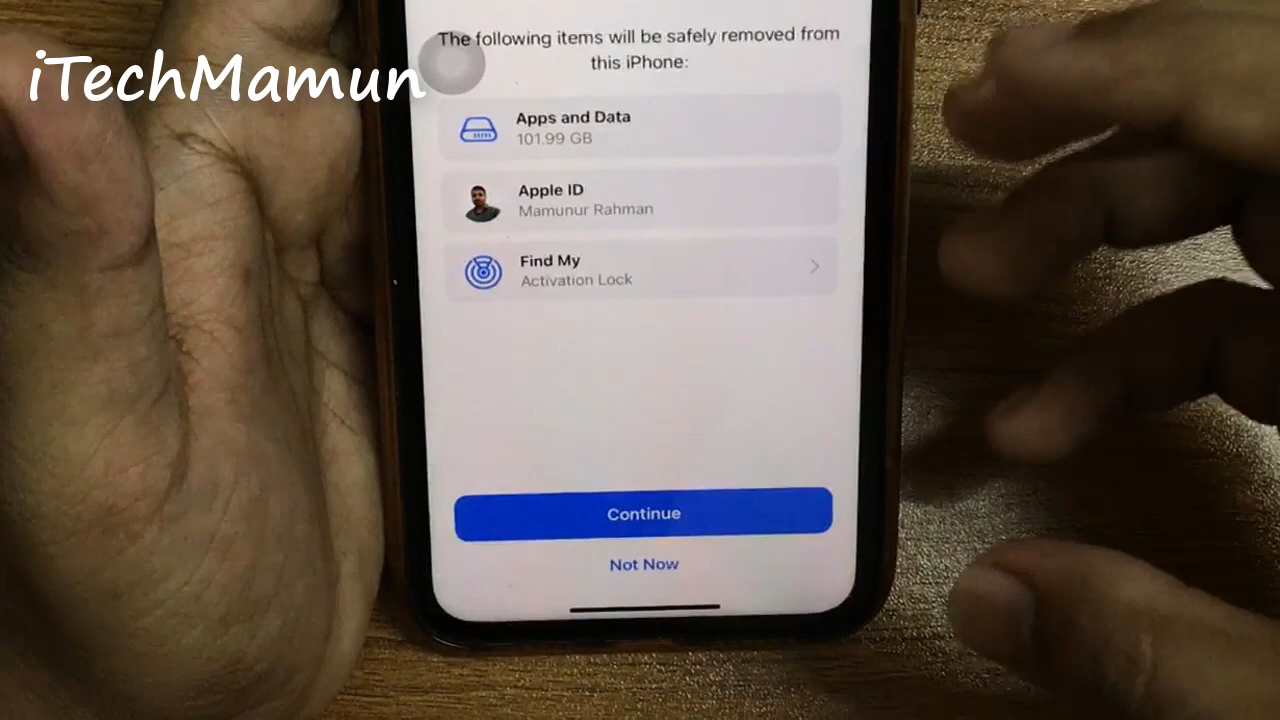 iTechMamun
The following items will be safely removed from
this iPhone:
Apps and Data
101.99 GB
Apple ID
Mamunur Rahman
Find My
Activation Lock
Continue
Not Now